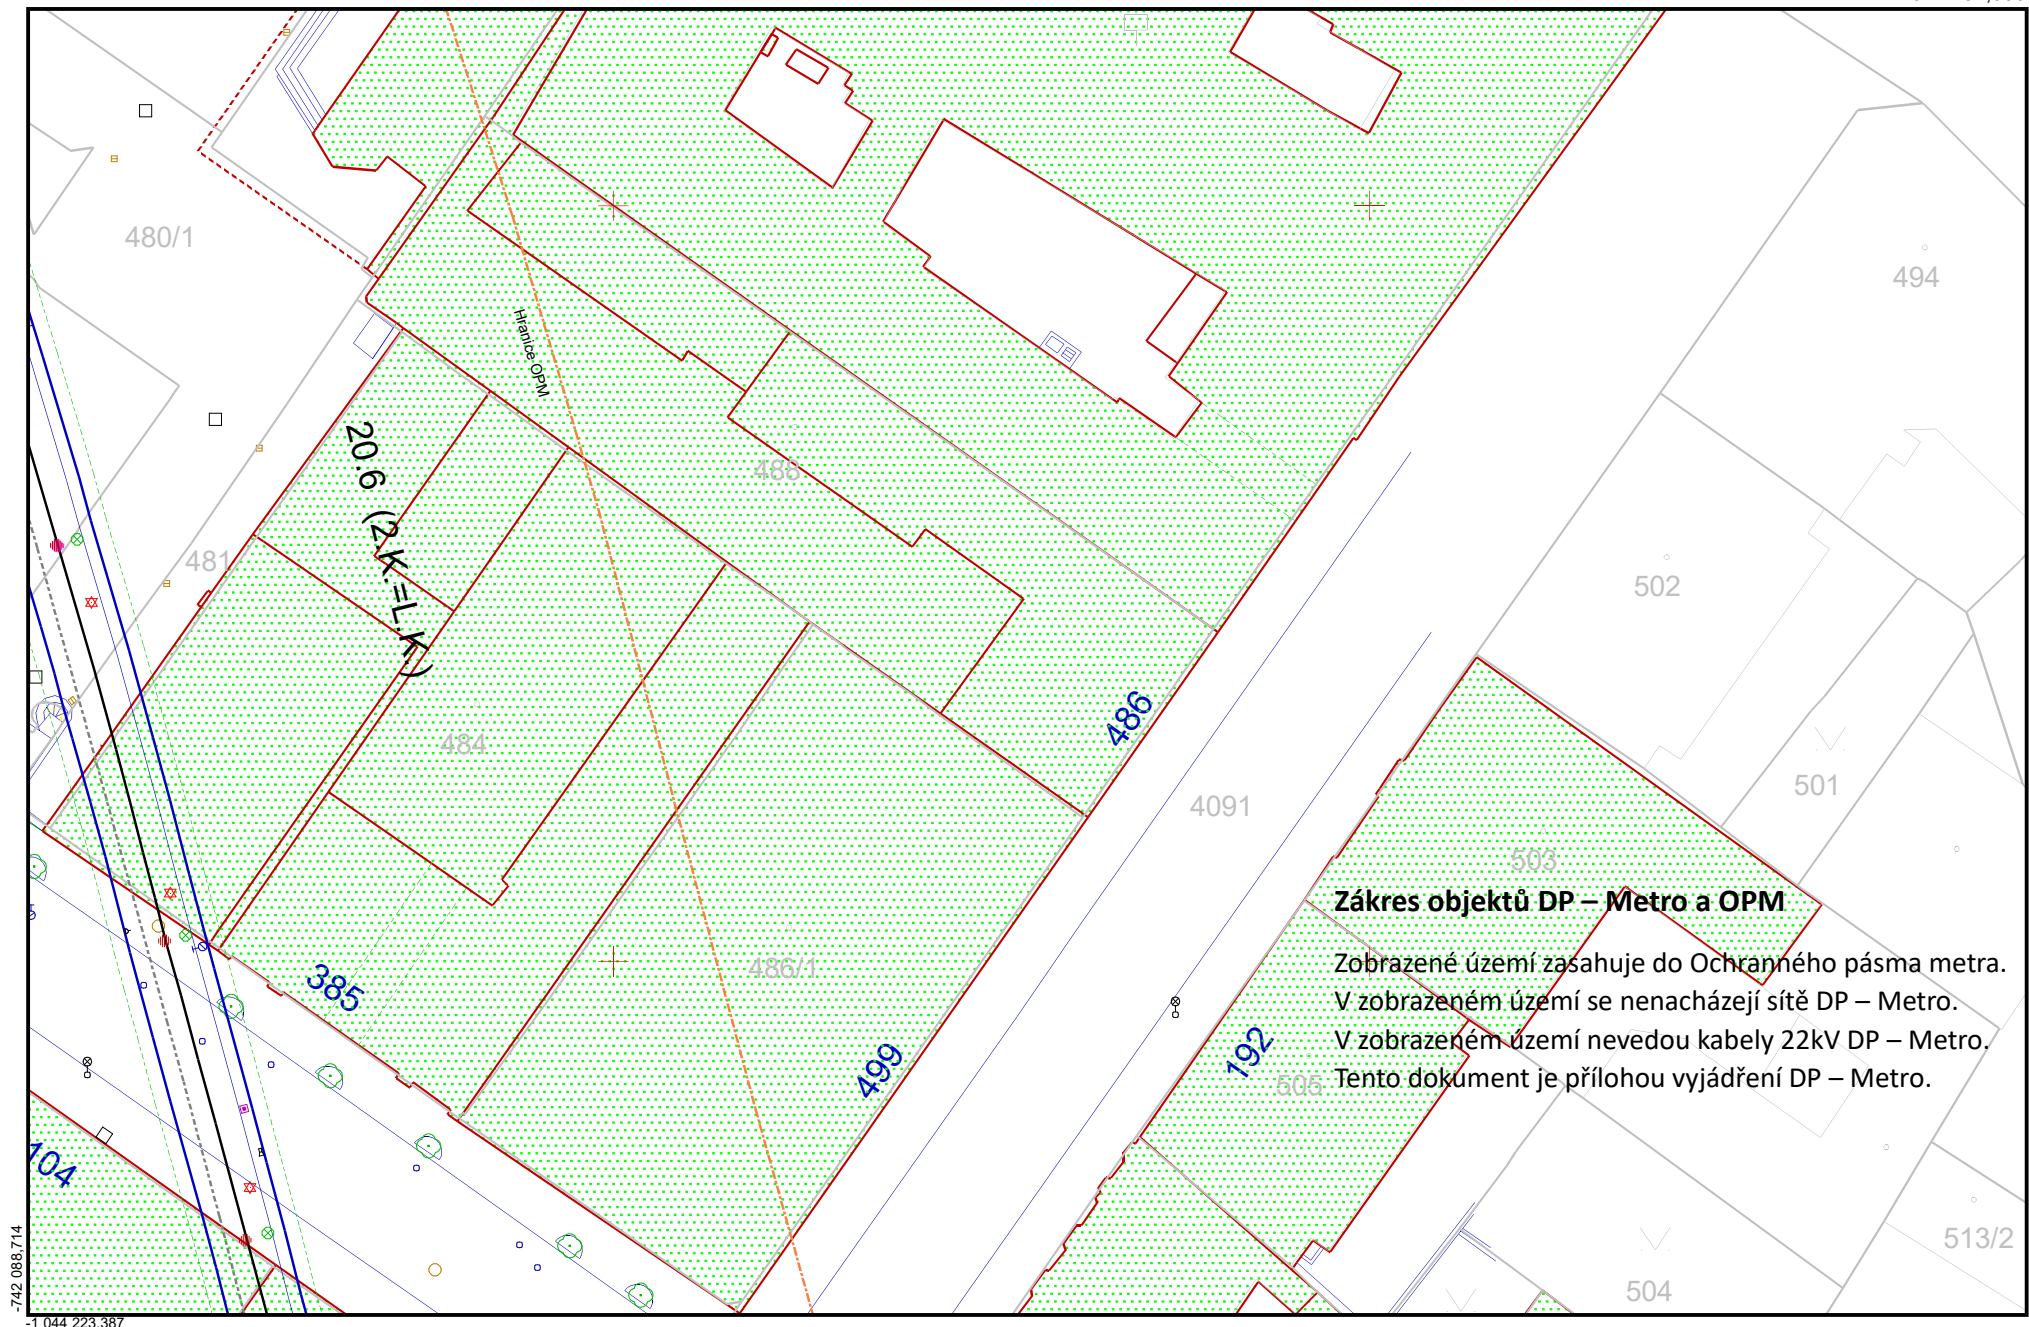 480/1
494
Hranice OPM
20.6 (2.K.=L.K.)
488
481
502
486
484
4091
501
503
Zákres objektů DP – Metro a OPM
Zobrazené území zasahuje do Ochranného pásma metra.
V zobrazeném území se nenacházejí sítě DP – Metro.
V zobrazeném území nevedou kabely 22kV DP – Metro.
Tento dokument je přílohou vyjádření DP – Metro.
486/1
385
499
192
505
104
513/2
504
-742 088,714
-1 044 223,387